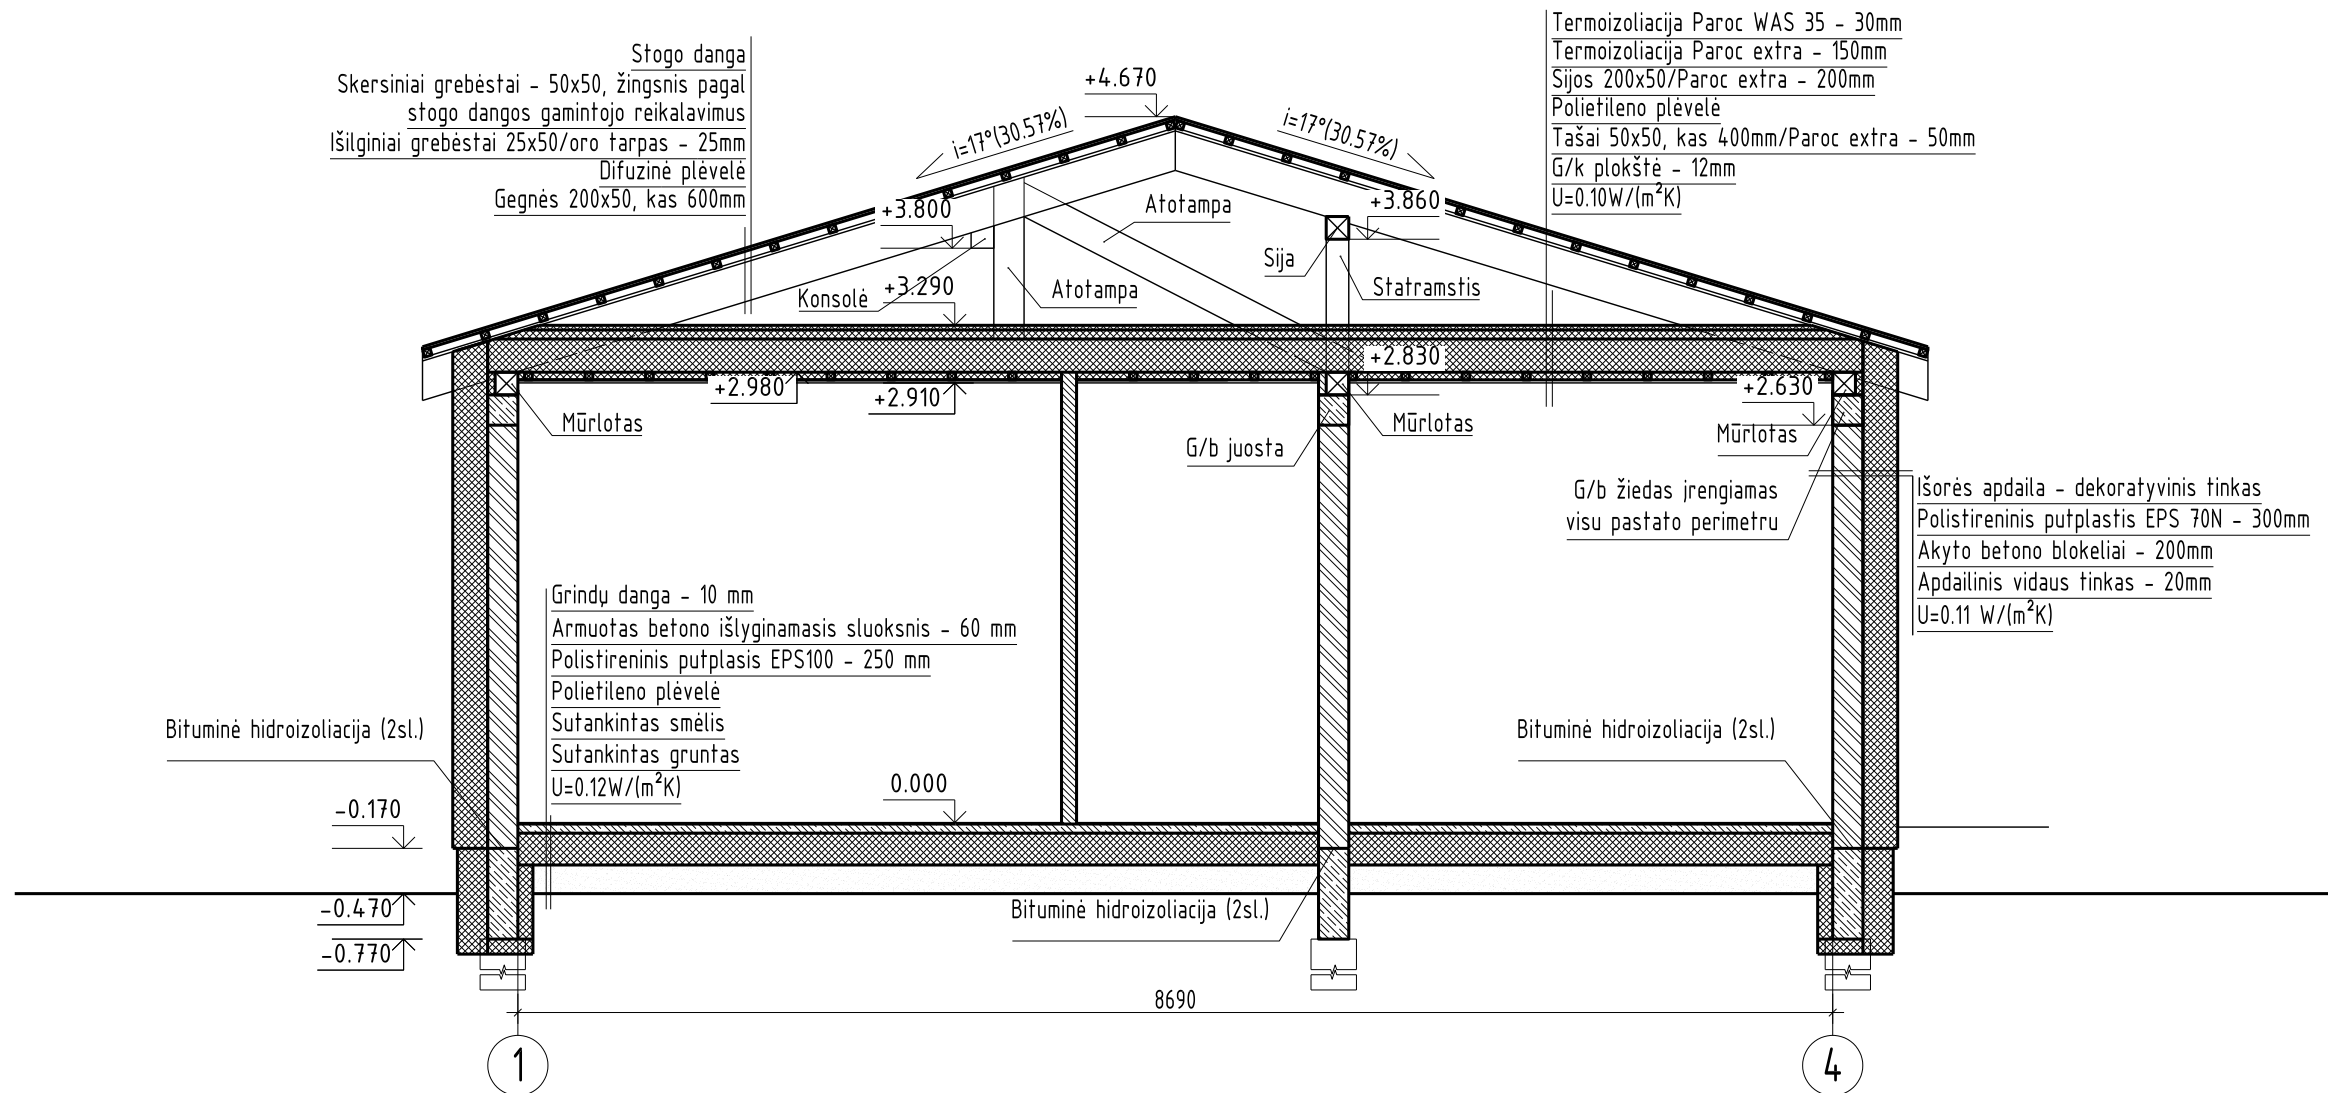 Stogo danga
Skersiniai grebėstai - 50x50, žingsnis pagal
stogo dangos gamintojo reikalavimus
Išilginiai grebėstai 25x50/oro tarpas - 25mm
Difuzinė plėvelė
Gegnės 200x50, kas 600mm
+4.670
i=17°(30.57%)
i=17°(30.57%)
Termoizoliacija Paroc WAS 35 - 30mm
Termoizoliacija Paroc extra - 150mm
Sijos 200x50/Paroc extra - 200mm
Polietileno plėvelė
Tašai 50x50, kas 400mm/Paroc extra - 50mm
G/k plokštė - 12mm
U=0.10W/(m²K)
+3.800
Atotampa
+3.860
Sija
Konsolė
+3.290
Atotampa
Statramstis
+2.830
+2.980
+2.910
+2.630
Mūrlotas
Mūrlotas
Mūrlotas
G/b juosta
G/b žiedas įrengiamas
visu pastato perimetru
Išorės apdaila - dekoratyvinis tinkas
Polistireninis putplastis EPS 70N - 300mm
Akyto betono blokeliai - 200mm
Apdailinis vidaus tinkas - 20mm
U=0.11 W/(m²K)
Grindų danga - 10 mm
Armuotas betono išlyginamasis sluoksnis - 60 mm
Polistireninis putplasis EPS100 - 250 mm
Polietileno plėvelė
Sutankintas smėlis
Sutankintas gruntas
U=0.12W/(m²K)
Bituminė hidroizoliacija (2sl.)
Bituminė hidroizoliacija (2sl.)
0.000
-0.170
-0.470
-0.770
Bituminė hidroizoliacija (2sl.)
8690
1
4